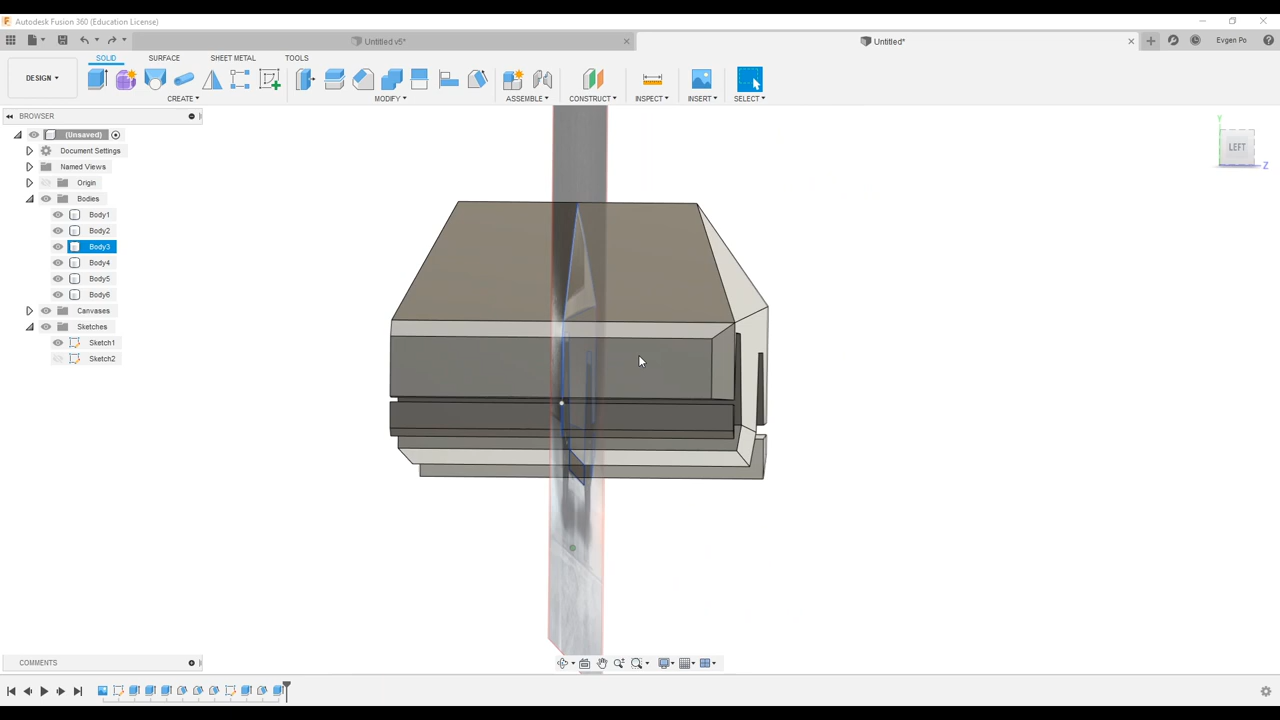 Autodesk Fusion 360 (Education License)
Untitled v5*
Untitled*
Evgen Po
SOLID SURFACE SHEET METAL TOOLS
DESIGN
CREATE MODIFY ASSEMBLE CONSTRUCT INSPECT INSERT SELECT
BROWSER
(Unsaved)
Document Settings
Named Views
Origin
Bodies
Body1
Body2
Body3
Body4
Body5
Body6
Canvases
Sketches
Sketch1
Sketch2
Y
LEFT
Z
COMMENTS